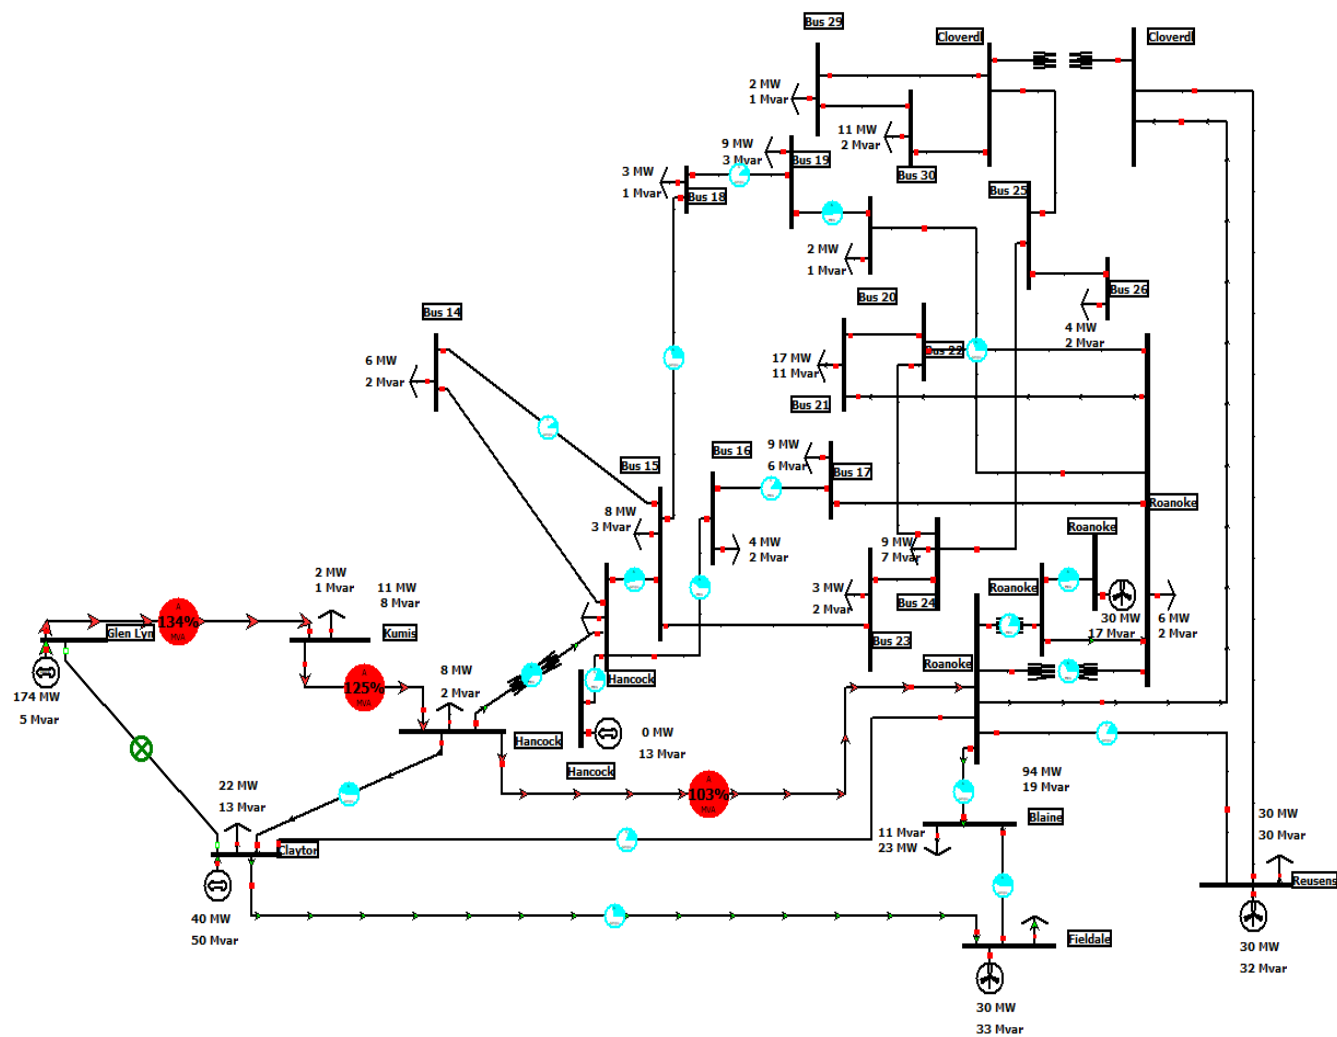 Bus 29
Cloverdl
Cloverdl
2 MW
1 Mvar
11 MW
2 Mvar
Bus 30
9 MW
3 Mvar
Bus 19
3 MW
1 Mvar
Bus 18
Bus 25
2 MW
1 Mvar
Bus 26
4 MW
2 Mvar
Bus 20
Bus 14
Bus 22
6 MW
2 Mvar
17 MW
11 Mvar
Bus 21
Bus 15
Bus 16
9 MW
6 Mvar
Bus 17
Roanoke
8 MW
3 Mvar
4 MW
2 Mvar
9 MW
7 Mvar
Roanoke
2 MW
1 Mvar
11 MW
8 Mvar
3 MW
2 Mvar
Bus 24
Roanoke
30 MW
17 Mvar
6 MW
2 Mvar
A
134%
MVA
Glen Lyn
Kumis
Bus 23
Roanoke
174 MW
5 Mvar
A
125%
MVA
8 MW
2 Mvar
Hancock
Hancock
0 MW
13 Mvar
Hancock
22 MW
13 Mvar
A
103%
MVA
94 MW
19 Mvar
Blaine
11 Mvar
23 MW
30 MW
30 Mvar
Claytor
Reusens
40 MW
50 Mvar
Fieldale
30 MW
32 Mvar
30 MW
33 Mvar